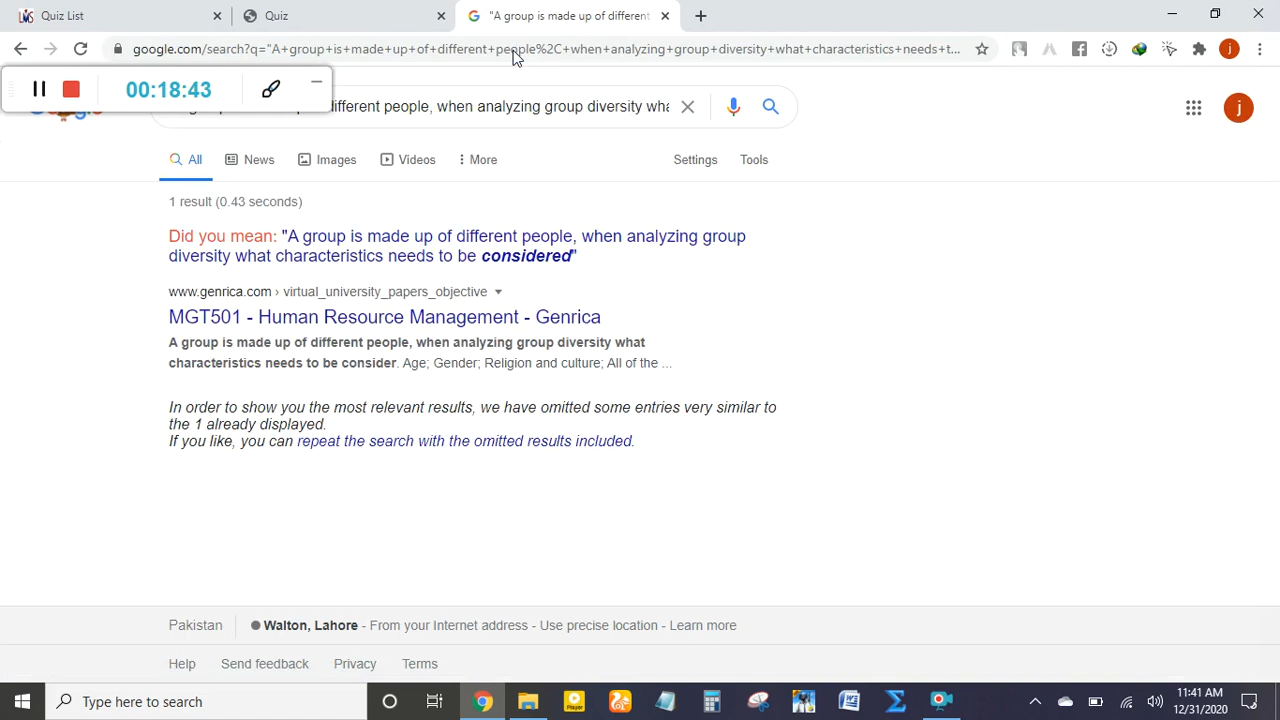 Quiz List
Quiz
"A group is made up of different
google.com/search?q="A+group+is+made+up+of+different+people%2C+when+analyzing+group+diversity+what+characteristics+needs+t...
j
00:18:43
different people, when analyzing group diversity wha
j
All
News
Images
Videos
More
Settings
Tools
1 result (0.43 seconds)
Did you mean: "A group is made up of different people, when analyzing group
diversity what characteristics needs to be considered"
www.genrica.com › virtual_university_papers_objective
MGT501 - Human Resource Management - Genrica
A group is made up of different people, when analyzing group diversity what
characteristics needs to be consider. Age; Gender; Religion and culture; All of the ...
In order to show you the most relevant results, we have omitted some entries very similar to
the 1 already displayed.
If you like, you can repeat the search with the omitted results included.
Pakistan
Walton, Lahore - From your Internet address - Use precise location - Learn more
Help
Send feedback
Privacy
Terms
Type here to search
11:41 AM
12/31/2020